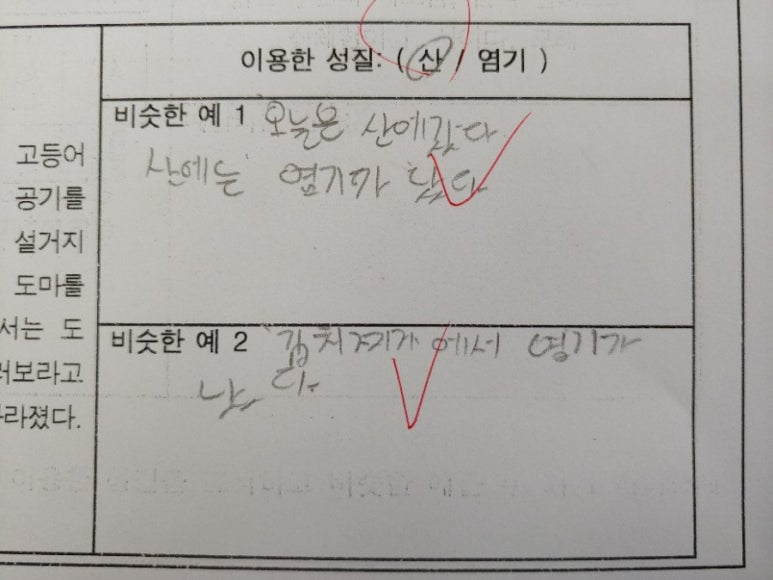 이용한 성질: ( 산 / 염기 )
비슷한 예 1 오늘은 산에갔다
산에는 염기가 났다
고등어
공기를
설거지
도마를
서는 도
러보라고
라졌다.
비슷한 예 2 김치찌개에서 염기가
났다.